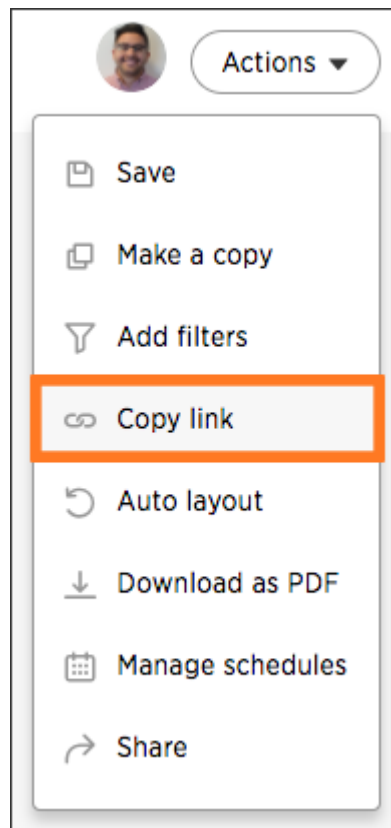 Actions
Save
Make a copy
Add filters
Copy link
Auto layout
Download as PDF
Manage schedules
Share